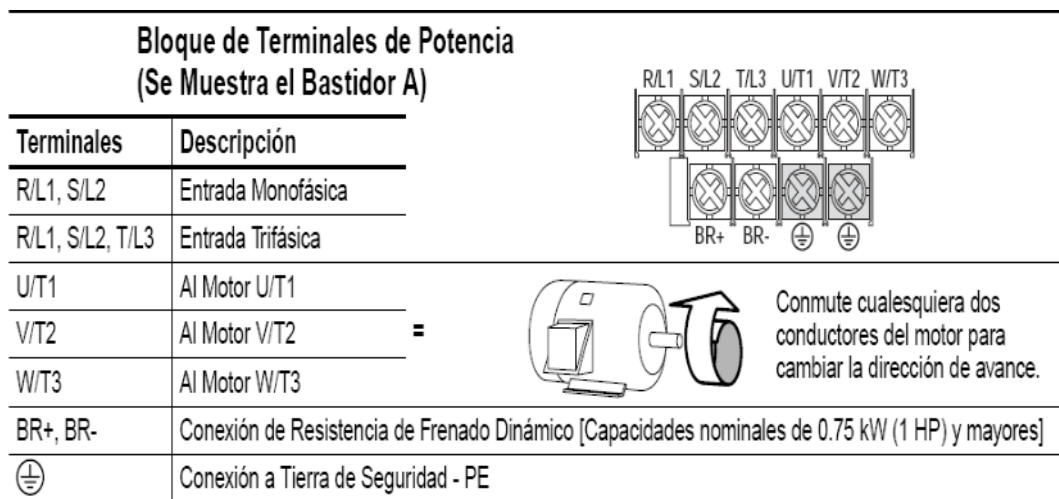 Bloque de Terminales de Potencia
(Se Muestra el Bastidor A)
R/L1 S/L2 T/L3 U/T1 V/T2 W/T3
BR+ BR-
Terminales Descripción
R/L1, S/L2 Entrada Monofásica
R/L1, S/L2, T/L3 Entrada Trifásica
U/T1 Al Motor U/T1
V/T2 Al Motor V/T2 =
W/T3 Al Motor W/T3
Conmute cualesquiera dos
conductores del motor para
cambiar la dirección de avance.
BR+, BR- Conexión de Resistencia de Frenado Dinámico [Capacidades nominales de 0.75 kW (1 HP) y mayores]
Conexión a Tierra de Seguridad - PE